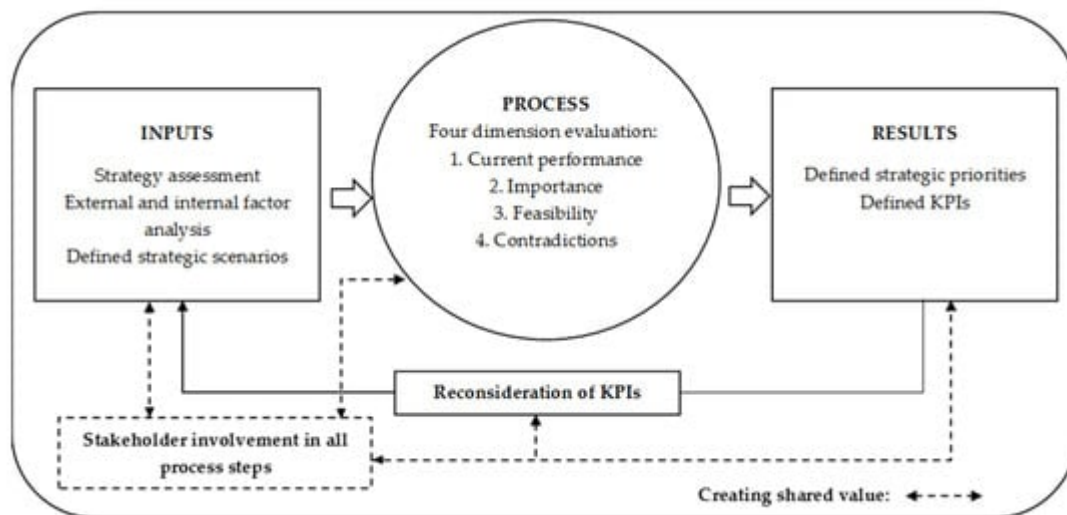 INPUTS
Strategy assessment
External and internal factor
analysis
Defined strategic scenarios
PROCESS
Four dimension evaluation:
1. Current performance
2. Importance
3. Feasibility
4. Contradictions
RESULTS
Defined strategic priorities
Defined KPIs
Reconsideration of KPIs
Stakeholder involvement in all
process steps
Creating shared value: